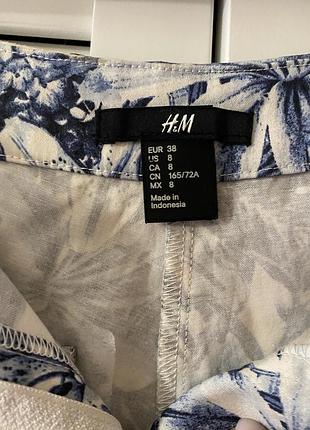 H&M
EUR 38
US 8
CA 8
CN 165/72A
MX 8
Made in
Indonesia